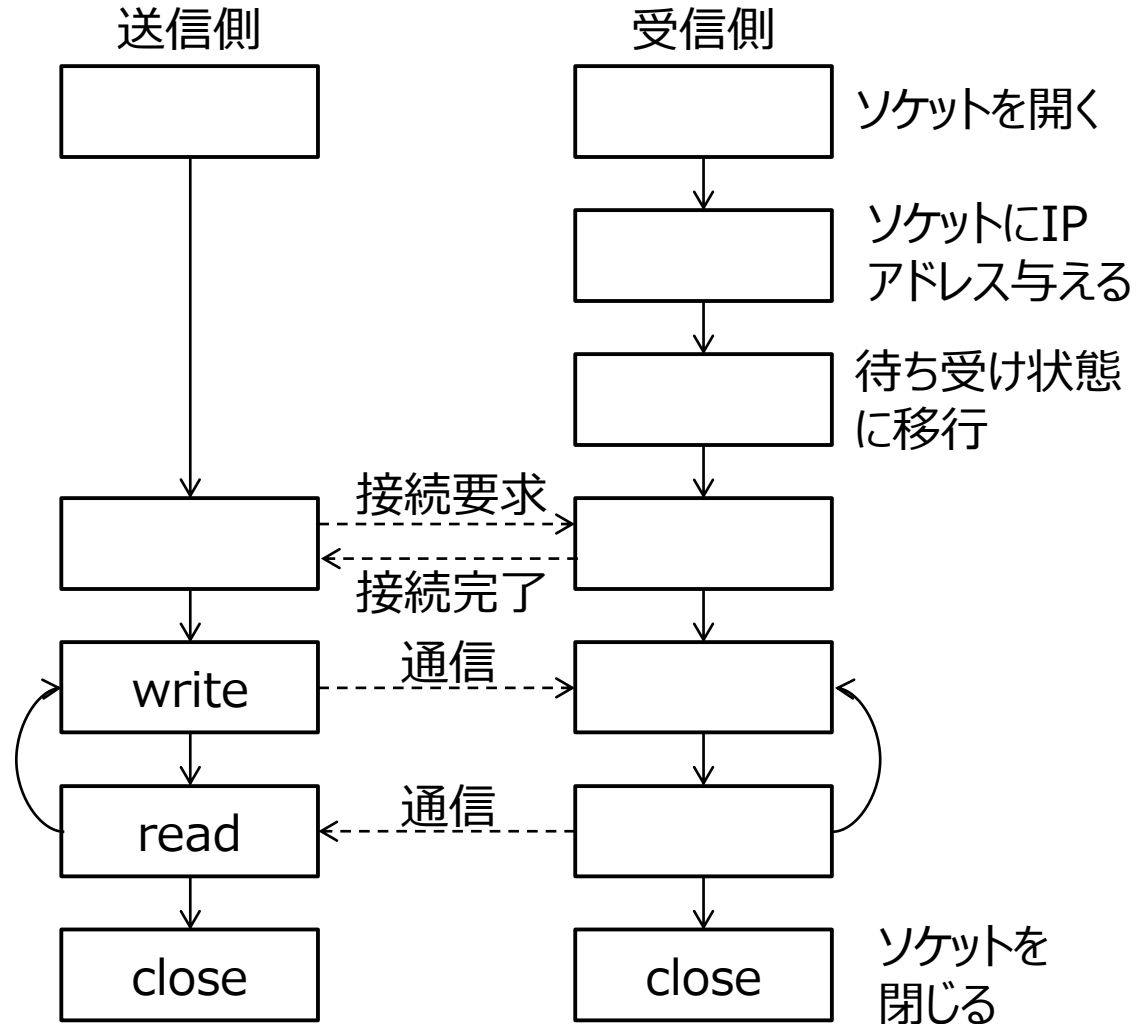 送信側
受信側
ソケットを開く
ソケットにIP
アドレス与える
待ち受け状態
に移行
接続要求
接続完了
write
通信
read
通信
close
close
ソケットを
閉じる